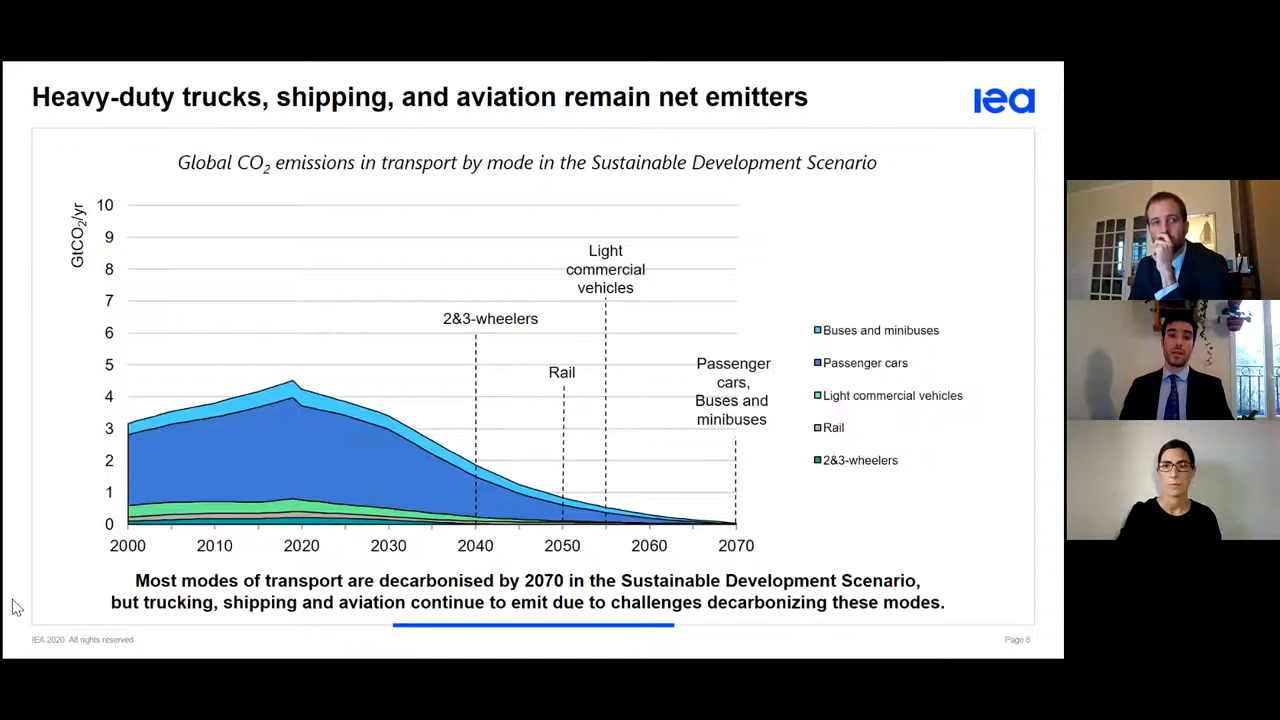 Heavy-duty trucks, shipping, and aviation remain net emitters
iea
Global CO₂ emissions in transport by mode in the Sustainable Development Scenario
GtCO₂/yr
10
9
8
7
6
5
4
3
2
1
0
2000 2010 2020 2030 2040 2050 2060 2070
2&3-wheelers
Rail
Light
commercial
vehicles
Passenger
cars,
Buses and
minibuses
Buses and minibuses
Passenger cars
Light commercial vehicles
Rail
2&3-wheelers
Most modes of transport are decarbonised by 2070 in the Sustainable Development Scenario,
but trucking, shipping and aviation continue to emit due to challenges decarbonizing these modes.
IEA 2020. All rights reserved.
Page 8